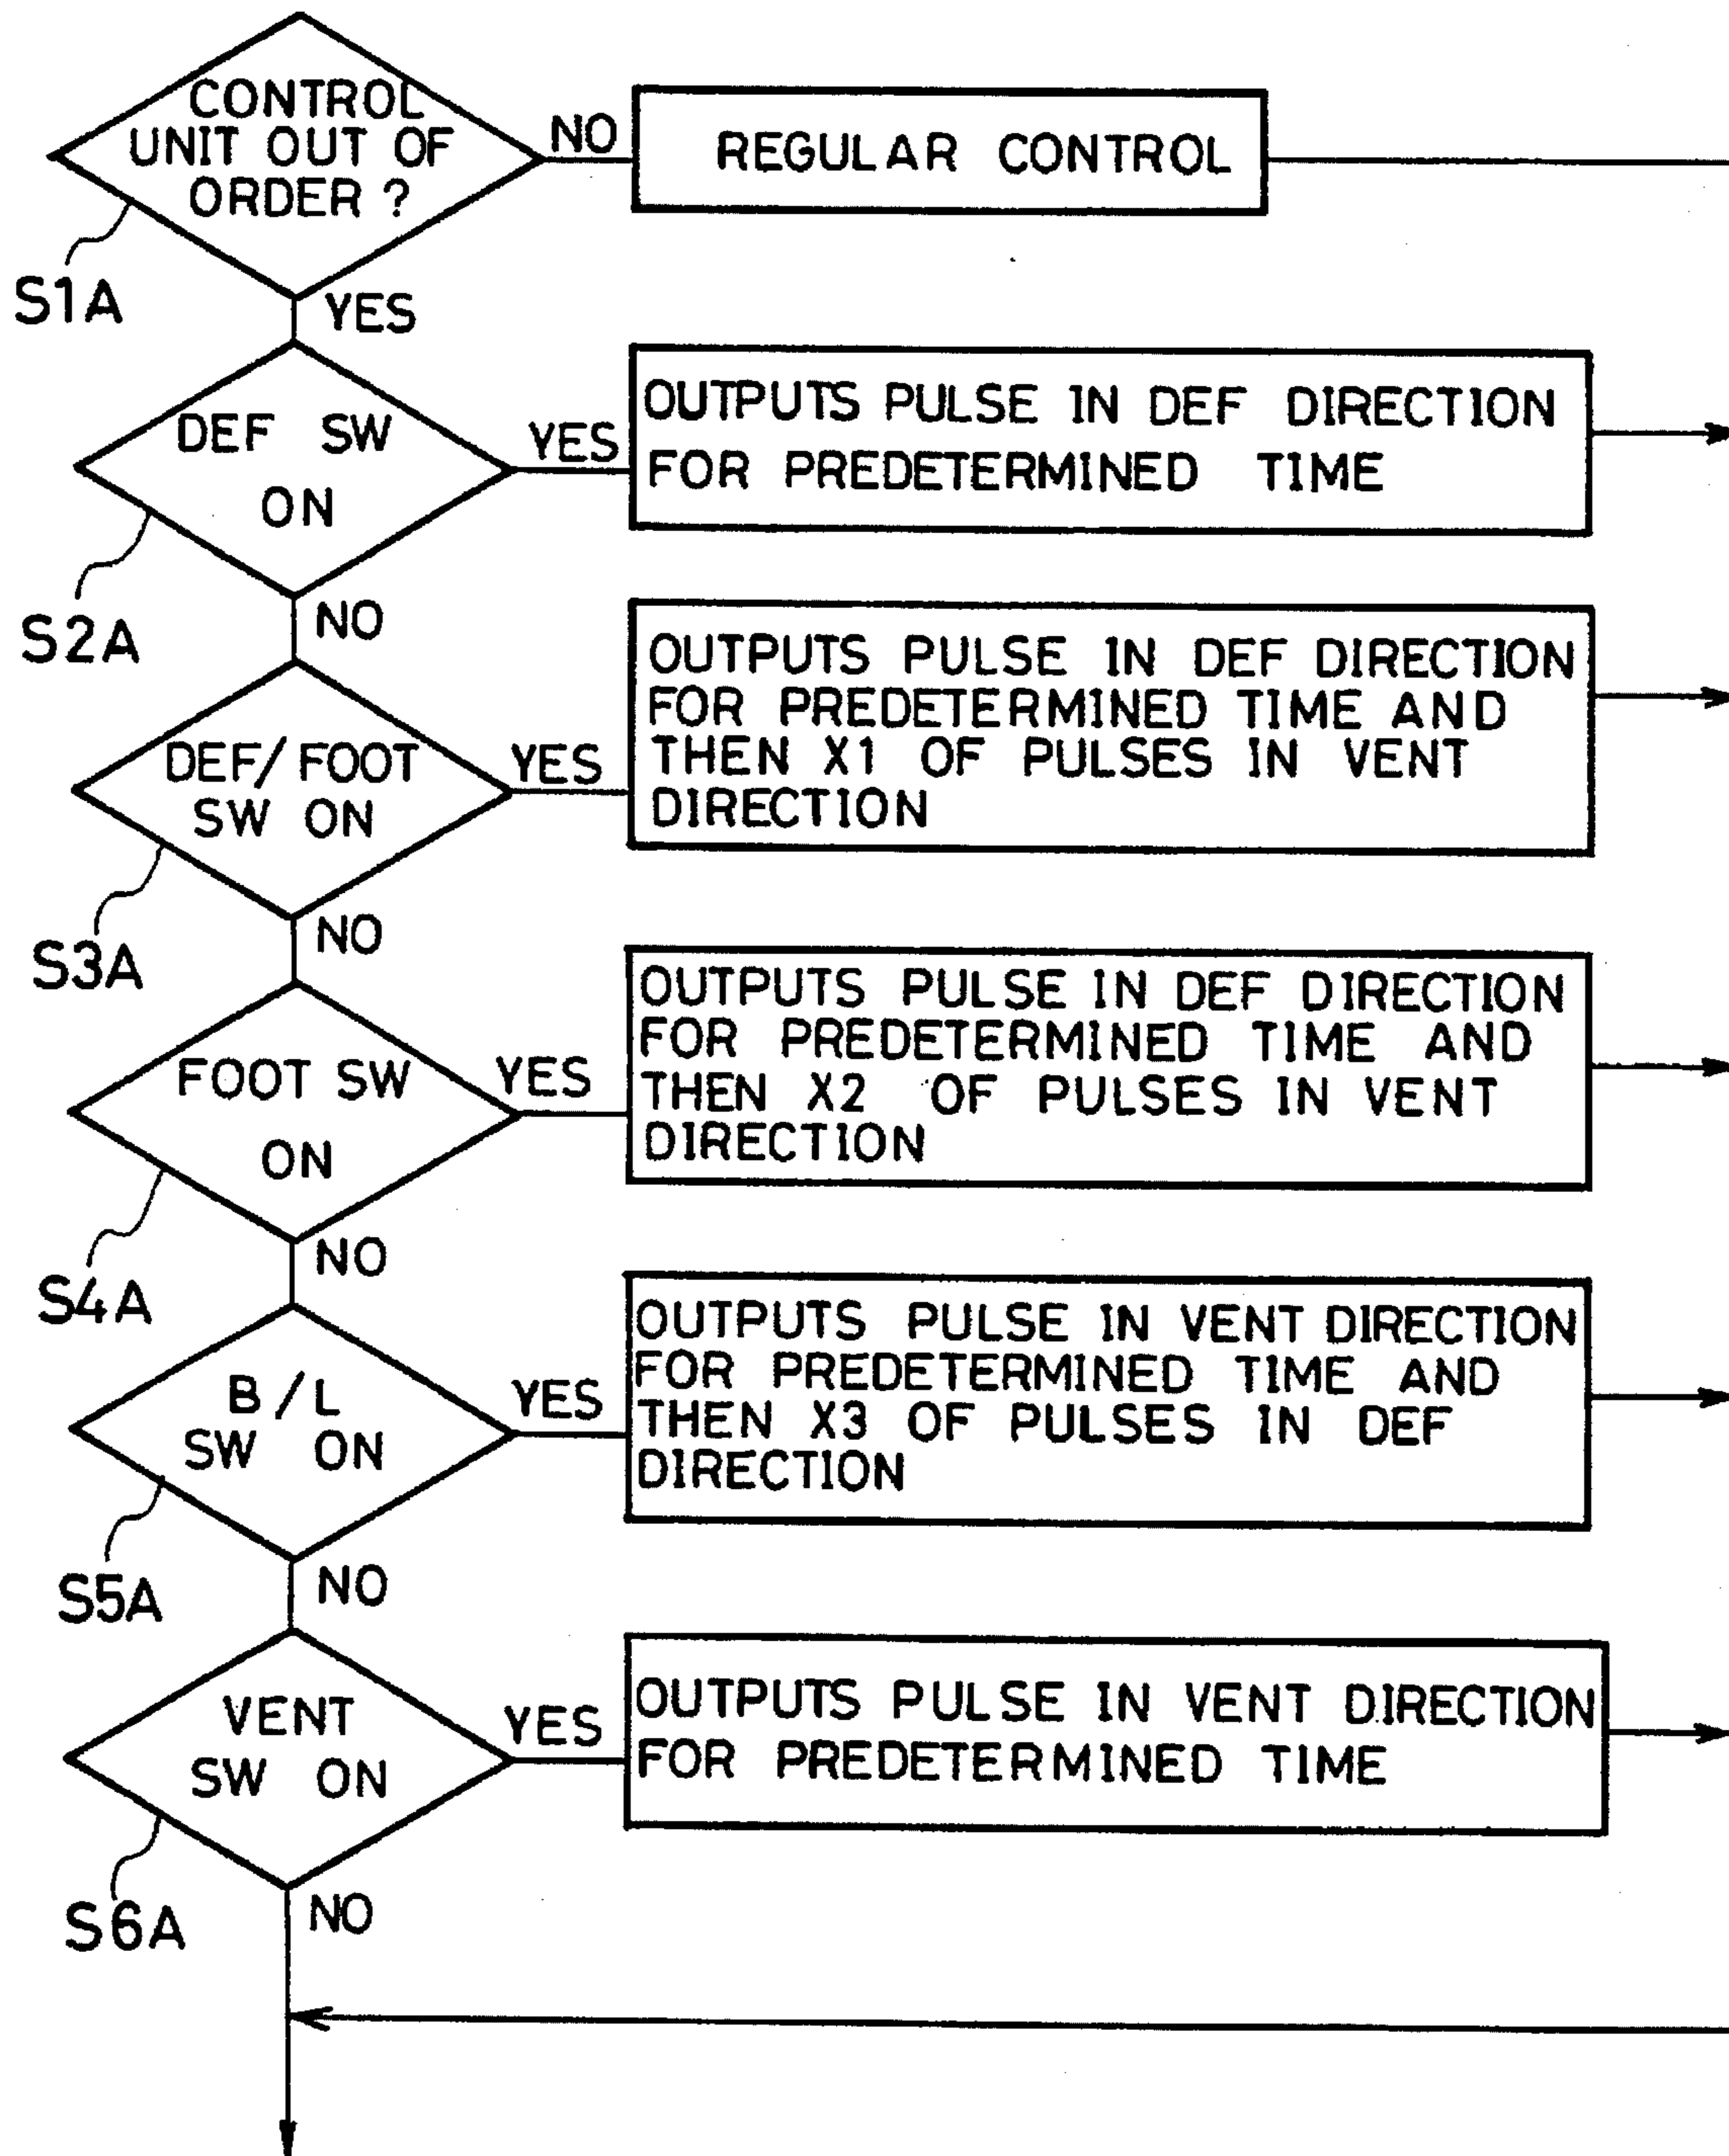 CONTROL
UNIT OUT OF
ORDER ?
NO
REGULAR CONTROL
S1A
YES
DEF SW
ON
YES
OUTPUTS PULSE IN DEF DIRECTION
FOR PREDETERMINED TIME
S2A
NO
DEF/FOOT
SW ON
YES
OUTPUTS PULSE IN DEF DIRECTION
FOR PREDETERMINED TIME AND
THEN X1 OF PULSES IN VENT
DIRECTION
S3A
NO
FOOT SW
ON
YES
OUTPUTS PULSE IN DEF DIRECTION
FOR PREDETERMINED TIME AND
THEN X2 OF PULSES IN VENT
DIRECTION
S4A
NO
B/L
SW ON
YES
OUTPUTS PULSE IN VENT DIRECTION
FOR PREDETERMINED TIME AND
THEN X3 OF PULSES IN DEF
DIRECTION
S5A
NO
VENT
SW ON
YES
OUTPUTS PULSE IN VENT DIRECTION
FOR PREDETERMINED TIME
S6A
NO